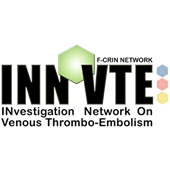 F-CRIN NETWORK
INNOVTE
INvestigation Network On
Venous Thrombo-Embolism